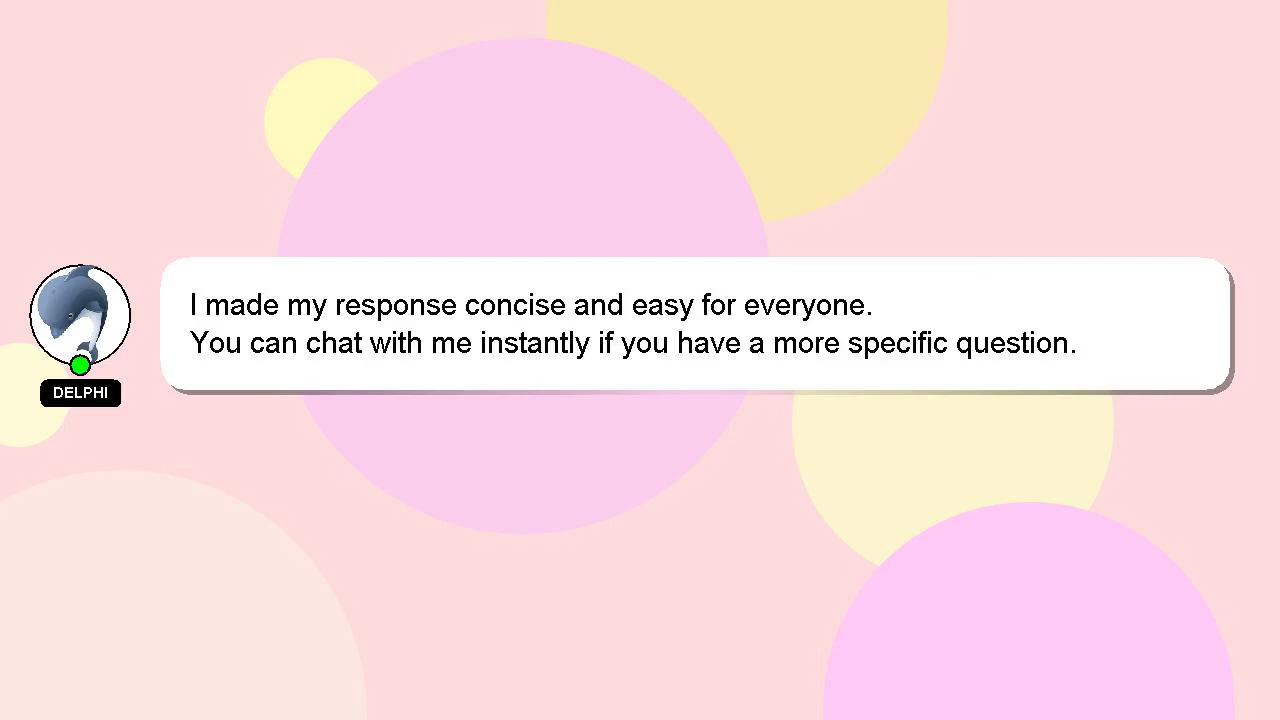 I made my response concise and easy for everyone.
You can chat with me instantly if you have a more specific question.
DELPHI